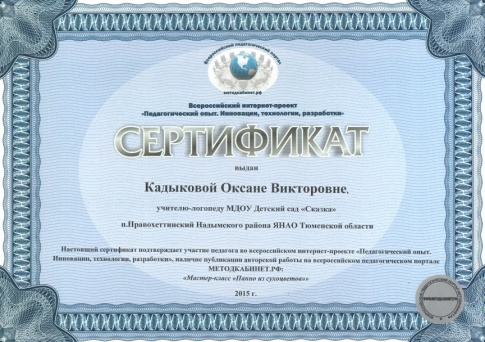 Всероссийский педагогический портал
методкабинет.рф
Всероссийский интернет-проект
«Педагогический опыт. Инновации, технологии, разработки»
СЕРТИФИКАТ
выдан
Кадыковой Оксане Викторовне,
учителю-логопеду МДОУ Детский сад «Сказка»
п.Правохеттинский Надымского района ЯНАО Тюменской области
Настоящий сертификат подтверждает участие педагога во всероссийском интернет-проекте «Педагогический опыт.
Инновации, технологии, разработки», наличие публикации авторской работы на всероссийском педагогическом портале
МЕТОДКАБИНЕТ.РФ:
«Мастер-класс «Панно из сухоцветов»»
2015 г.